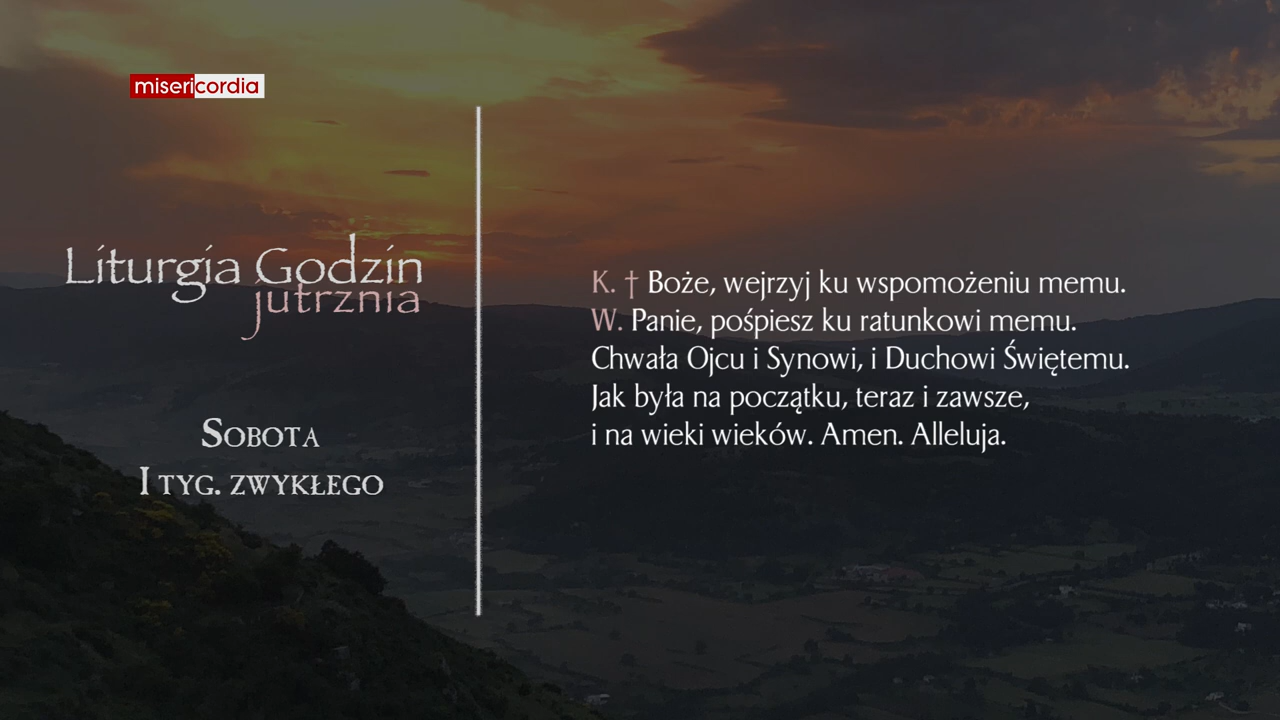 misericordia
Liturgia Godzin
jutrznia
Sobota
I tyg. zwykłego
K. † Boże, wejrzyj ku wspomożeniu memu.
W. Panie, pośpiesz ku ratunkowi memu.
Chwała Ojcu i Synowi, i Duchowi Świętemu.
Jak była na początku, teraz i zawsze,
i na wieki wieków. Amen. Alleluja.